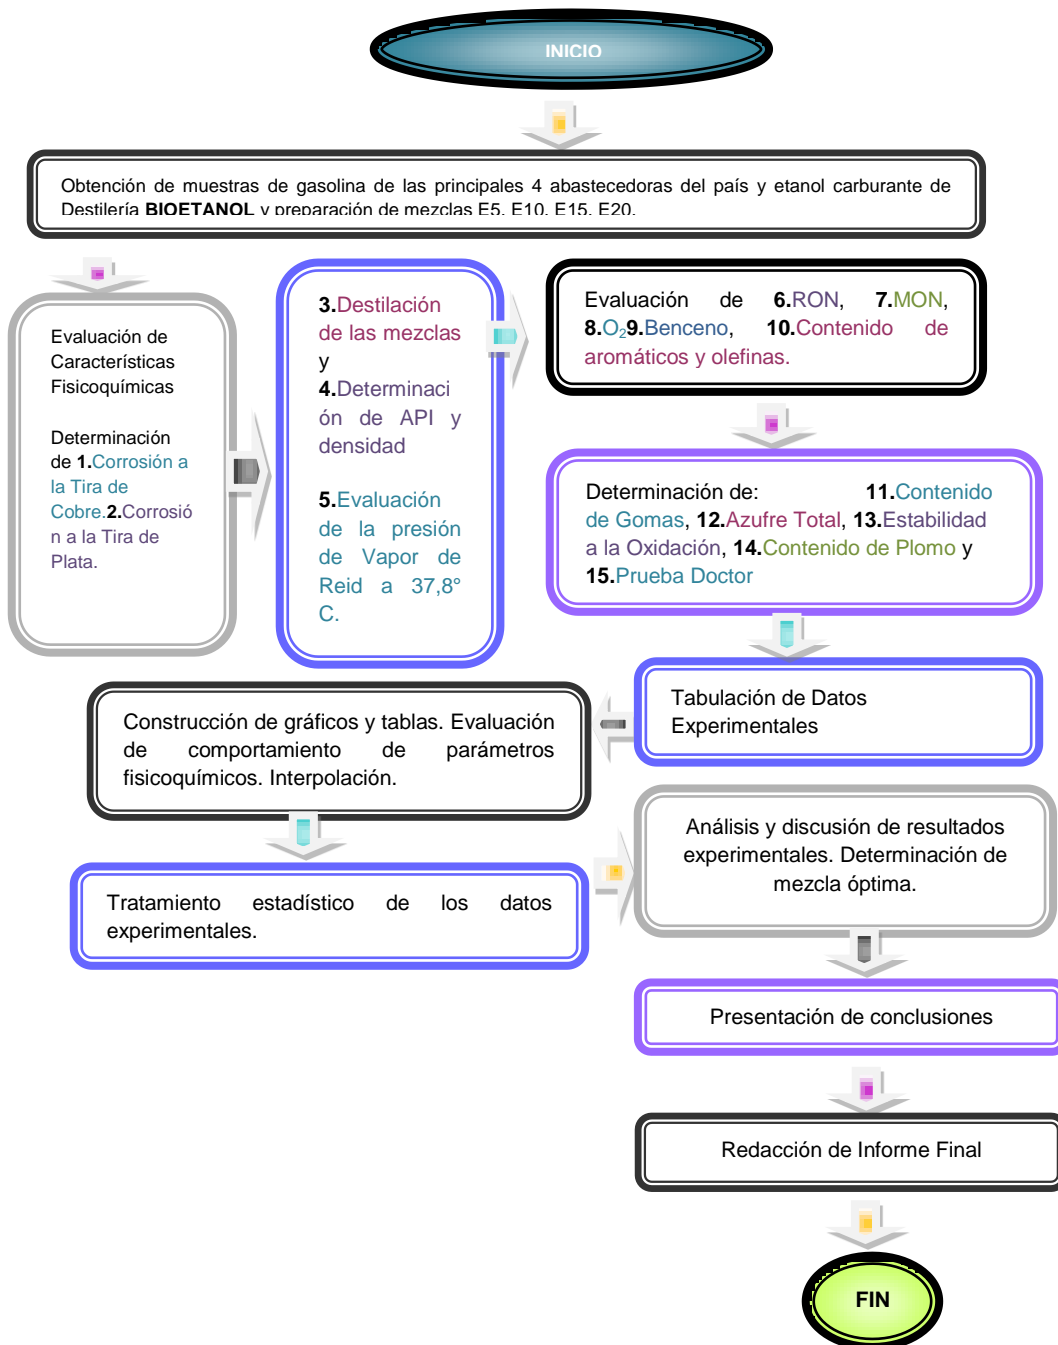 INICIO
Obtención de muestras de gasolina de las principales 4 abastecedoras del país y etanol carburante de
Destilería BIOETANOL y preparación de mezclas E5, E10, E15, E20.
Evaluación de
Características
Fisicoquímicas
Determinación
de 1.Corrosión a
la Tira de
Cobre.2.Corrosió
n a la Tira de
Plata.
3.Destilación
de las mezclas
y
4.Determinaci
ón de API y
densidad
5.Evaluación
de la presión
de Vapor de
Reid a 37,8°
C.
Evaluación de 6.RON, 7.MON,
8.O₂9.Benceno, 10.Contenido de
aromáticos y olefinas.
Determinación de: 11.Contenido
de Gomas, 12.Azufre Total, 13.Estabilidad
a la Oxidación, 14.Contenido de Plomo y
15.Prueba Doctor
Tabulación de Datos
Experimentales
Construcción de gráficos y tablas. Evaluación
de comportamiento de parámetros
fisicoquímicos. Interpolación.
Tratamiento estadístico de los datos
experimentales.
Análisis y discusión de resultados
experimentales. Determinación de
mezcla óptima.
Presentación de conclusiones
Redacción de Informe Final
FIN